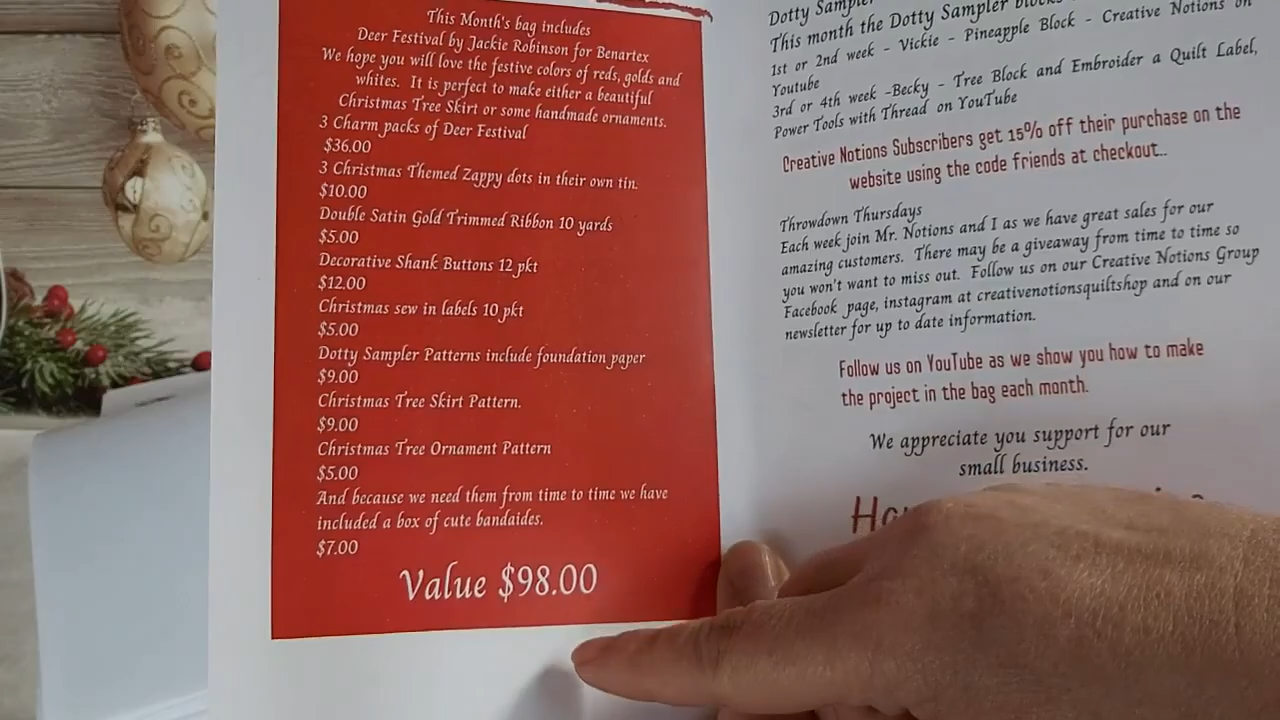 This Month's bag includes
Deer Festival by Jackie Robinson for Benartex
We hope you will love the festive colors of reds, golds and
whites. It is perfect to make either a beautiful
Christmas Tree Skirt or some handmade ornaments.
3 Charm packs of Deer Festival
$36.00
3 Christmas Themed Zappy dots in their own tin.
$10.00
Double Satin Gold Trimmed Ribbon 10 yards
$5.00
Decorative Shank Buttons 12 pkt
$12.00
Christmas sew in labels 10 pkt
$5.00
Dotty Sampler Patterns include foundation paper
$9.00
Christmas Tree Skirt Pattern.
$9.00
Christmas Tree Ornament Pattern
$5.00
And because we need them from time to time we have
included a box of cute bandaides.
$7.00
Value $98.00
Dotty Sampler
This month the Dotty Sampler blocks
1st or 2nd week – Vickie – Pineapple Block - Creative Notions on
Youtube
3rd or 4th week –Becky – Tree Block and Embroider a Quilt Label,
Power Tools with Thread on YouTube
Creative Notions Subscribers get 15% off their purchase on the
website using the code friends at checkout..
Throwdown Thursdays
Each week join Mr. Notions and I as we have great sales for our
amazing customers. There may be a giveaway from time to time so
you won't want to miss out. Follow us on our Creative Notions Group
Facebook page, instagram at creativenotionsquiltshop and on our
newsletter for up to date information.
Follow us on YouTube as we show you how to make
the project in the bag each month.
We appreciate you support for our
small business.